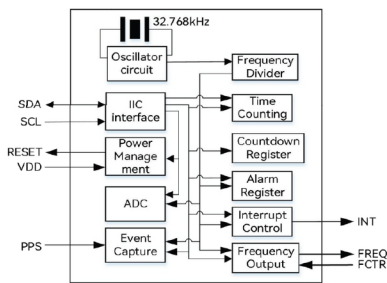 32.768kHz
Oscillator
circuit
Frequency
Divider
SDA
SCL
IIC
interface
Time
Counting
RESET
VDD
Power
Manage
ment
Countdown
Register
ADC
Alarm
Register
Interrupt
Control
INT
PPS
Event
Capture
Frequency
Output
FREQ
FCTR